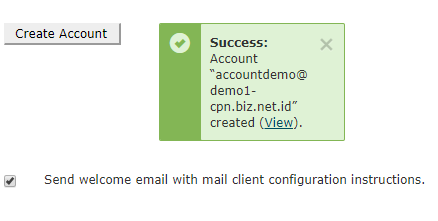 Create Account
Success:
Account
“accountdemo@
demo1-
cpn.biz.net.id”
created (View).
Send welcome email with mail client configuration instructions.